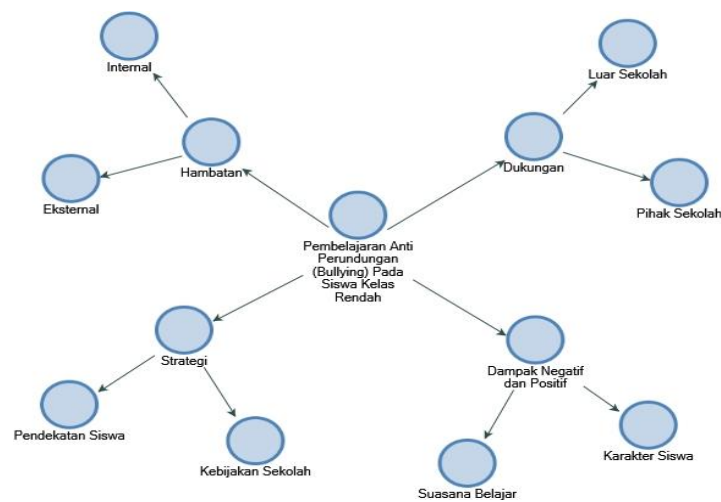 Internal
Luar Sekolah
Hambatan
Dukungan
Eksternal
Pihak Sekolah
Pembelajaran Anti
Perundungan
(Bullying) Pada
Siswa Kelas
Rendah
Strategi
Dampak Negatif
dan Positif
Pendekatan Siswa
Kebijakan Sekolah
Karakter Siswa
Suasana Belajar